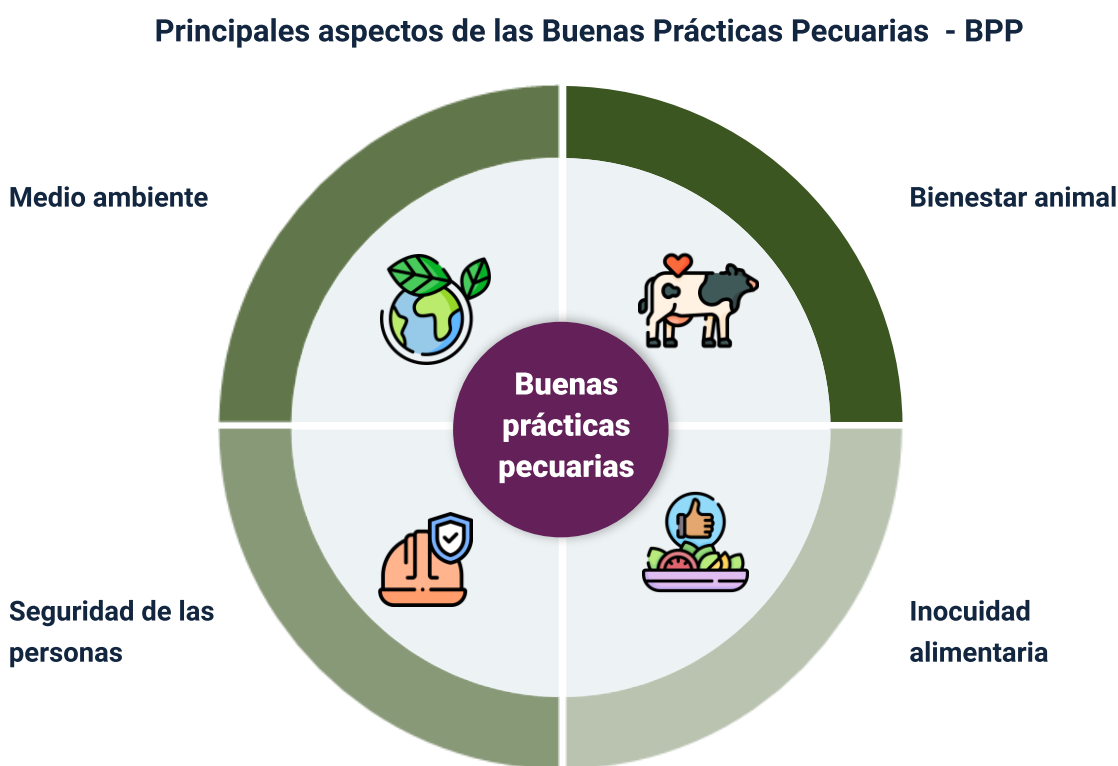 Principales aspectos de las Buenas Prácticas Pecuarias - BPP
Medio ambiente
Bienestar animal
Buenas
prácticas
pecuarias
Seguridad de las
personas
Inocuidad
alimentaria